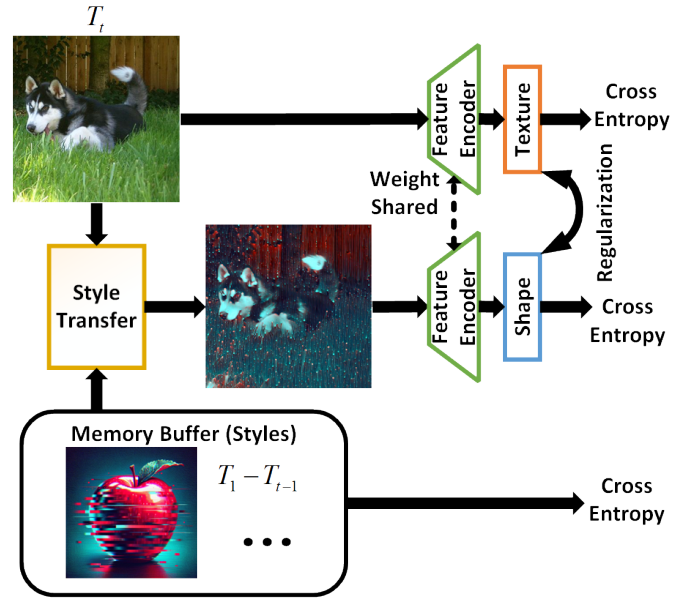 T_t
Feature
Encoder
Texture
Cross
Entropy
Weight
Shared
Regularization
Style
Transfer
Feature
Encoder
Shape
Cross
Entropy
Memory Buffer (Styles)
T_1 − T_{t−1}
• • •
Cross
Entropy